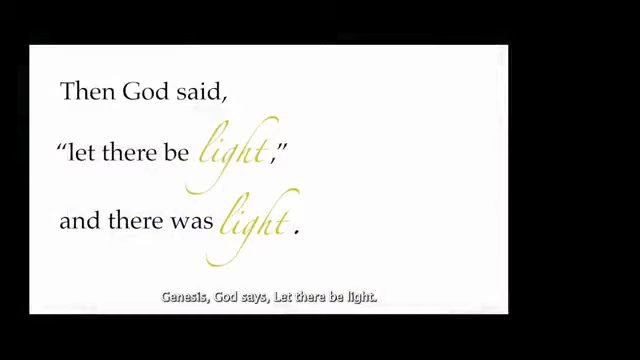 Then God said,
“let there be light,”
and there was light.
Genesis, God says, Let there be light.